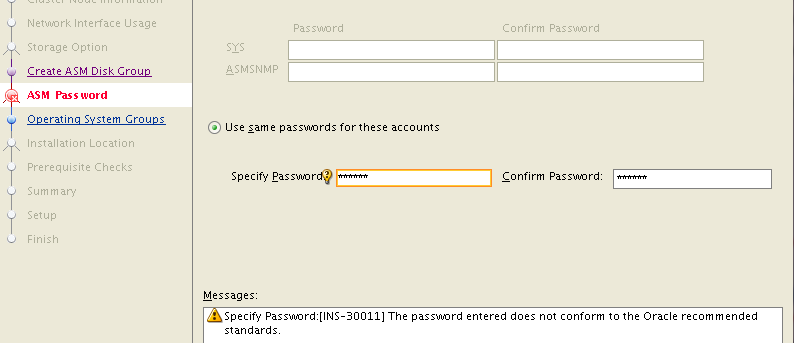 Cluster Node Information
Network Interface Usage
Storage Option
Create ASM Disk Group
ASM Password
Operating System Groups
Installation Location
Prerequisite Checks
Summary
Setup
Finish
Password Confirm Password
SYS
ASMSNMP
Use same passwords for these accounts
Specify Password ****** Confirm Password: ******
Messages:
Specify Password:[INS-30011] The password entered does not conform to the Oracle recommended
standards.